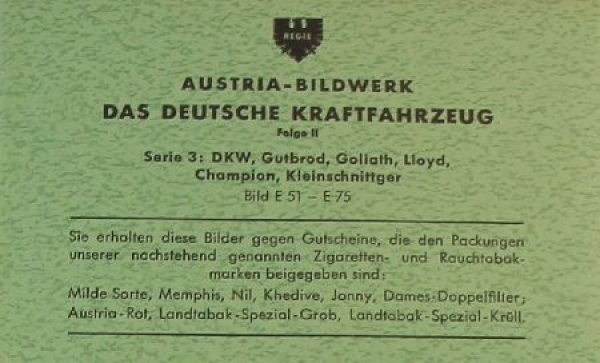 REGIE
AUSTRIA-BILDWERK
DAS DEUTSCHE KRAFTFAHRZEUG
Folge II
Serie 3: DKW, Gutbrod, Goliath, Lloyd,
Champion, Kleinschnittger
Bild E 51 – E 75
Sie erhalten diese Bilder gegen Gutscheine, die den Packungen
unserer nachstehend genannten Zigaretten- und Rauchtabak-
marken beigegeben sind:
Milde Sorte, Memphis, Nil, Khedive, Jonny, Dames-Doppelfilter;
Austria-Rot, Landtabak-Spezial-Grob, Landtabak-Spezial-Krüll.